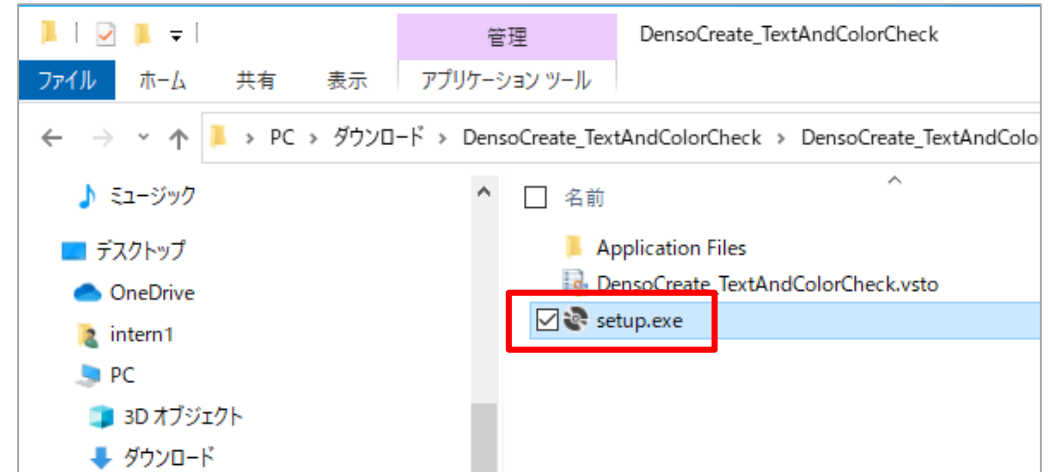 管理
DensoCreate_TextAndColorCheck
ファイル
ホーム
共有
表示
アプリケーション ツール
PC › ダウンロード › DensoCreate_TextAndColorCheck › DensoCreate_TextAndColo
ミュージック
デスクトップ
OneDrive
intern1
PC
3D オブジェクト
ダウンロード
名前
Application Files
DensoCreate_TextAndColorCheck.vsto
setup.exe